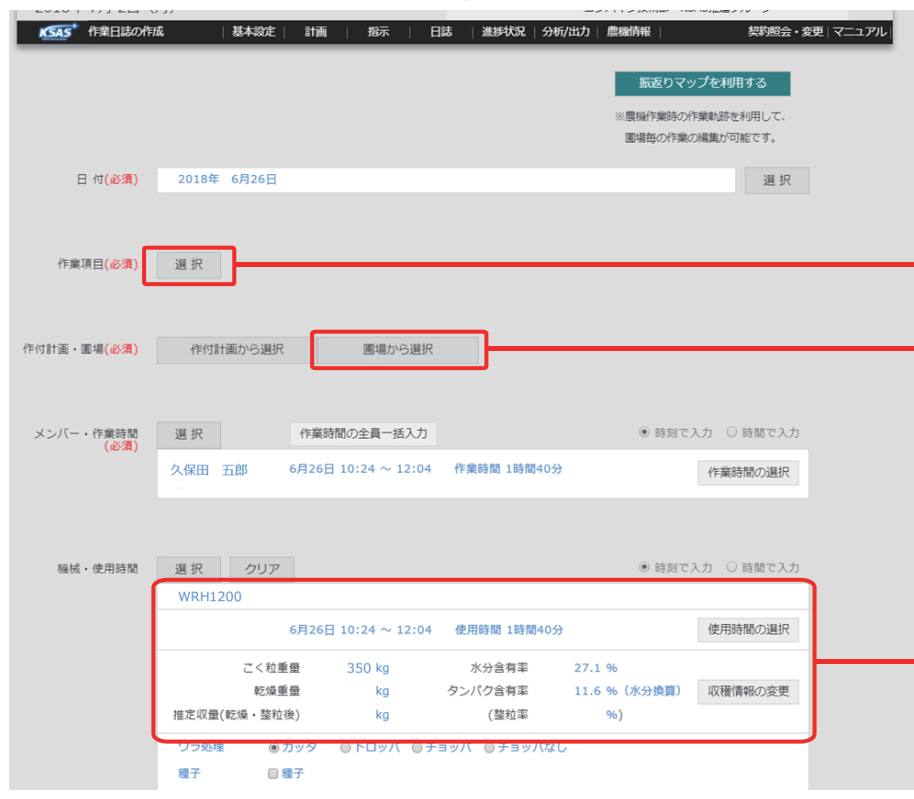 KSAS 作業日誌の作成 | 基本設定 | 計画 | 指示 | 日誌 | 進捗状況 | 分析/出力 | 農機情報 | 契約照会・変更 | マニュアル
振返りマップを利用する
※農機作業時の作業軌跡を利用して、
圃場毎の作業の編集が可能です。
日 付(必須) 2018年 6月26日 選 択
作業項目(必須) 選 択
作付計画・圃場(必須) 作付計画から選択 圃場から選択
メンバー・作業時間 選 択 作業時間の全員一括入力 時刻で入力 時間で入力
(必須)
久保田 五郎 6月26日 10:24 ～ 12:04 作業時間 1時間40分 作業時間の選択
機械・使用時間 選 択 クリア 時刻で入力 時間で入力
WRH1200
6月26日 10:24 ～ 12:04 使用時間 1時間40分 使用時間の選択
こく粒重量 350 kg 水分含有率 27.1 %
乾燥重量 kg タンパク含有率 11.6 % (水分換算) 収穫情報の変更
推定収量(乾燥・整粒後) kg (整粒率 %)
ワラ処理 カッタ ドロッパ チョッパ チョッパなし
種子 種子